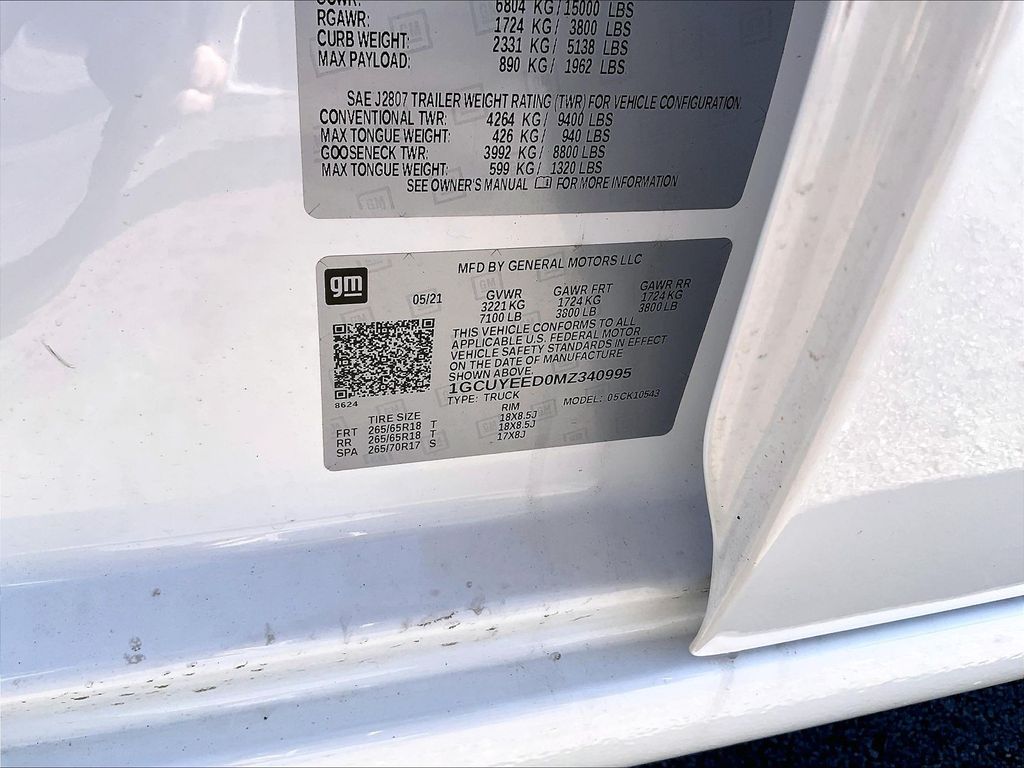 6804 KG/15000 LBS
RGAWR: 1724 KG/ 3800 LBS
CURB WEIGHT: 2331 KG/ 5138 LBS
MAX PAYLOAD: 890 KG/ 1962 LBS
SAE J2807 TRAILER WEIGHT RATING (TWR) FOR VEHICLE CONFIGURATION
CONVENTIONAL TWR: 4264 KG/ 9400 LBS
MAX TONGUE WEIGHT: 426 KG/ 940 LBS
GOOSENECK TWR: 3992 KG/ 8800 LBS
MAX TONGUE WEIGHT: 599 KG/ 1320 LBS
SEE OWNER'S MANUAL FOR MORE INFORMATION
gm
MFD BY GENERAL MOTORS LLC
05/21
GVWR GAWR FRT GAWR RR
3221 KG 1724 KG 1724 KG
7100 LB 3800 LB 3800 LB
THIS VEHICLE CONFORMS TO ALL
APPLICABLE U.S. FEDERAL MOTOR
VEHICLE SAFETY STANDARDS IN EFFECT
ON THE DATE OF MANUFACTURE
SHOWN ABOVE.
1GCUYEED0MZ340995
TYPE: TRUCK MODEL: 05CK10543
8624
TIRE SIZE RIM
FRT 265/65R18 T 18X8.5J
RR 265/65R18 T 18X8.5J
SPA 265/70R17 S 17X8J